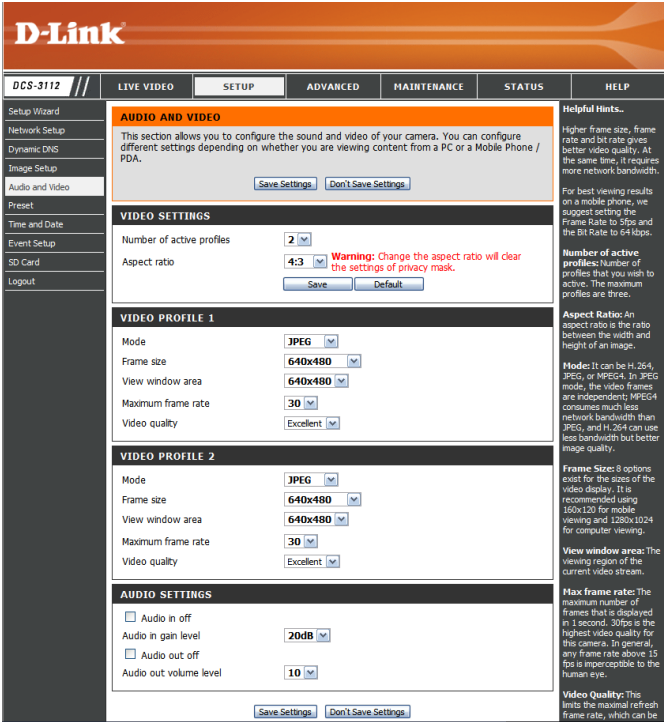 D-Link
DCS-3112 // LIVE VIDEO SETUP ADVANCED MAINTENANCE STATUS HELP
Setup Wizard
Network Setup
Dynamic DNS
Image Setup
Audio and Video
Preset
Time and Date
Event Setup
SD Card
Logout
AUDIO AND VIDEO
This section allows you to configure the sound and video of your camera. You can configure
different settings depending on whether you are viewing content from a PC or a Mobile Phone /
PDA.
Save Settings Don't Save Settings
VIDEO SETTINGS
Number of active profiles 2
Aspect ratio 4:3 Warning: Change the aspect ratio will clear
the settings of privacy mask.
Save Default
VIDEO PROFILE 1
Mode JPEG
Frame size 640x480
View window area 640x480
Maximum frame rate 30
Video quality Excellent
VIDEO PROFILE 2
Mode JPEG
Frame size 640x480
View window area 640x480
Maximum frame rate 30
Video quality Excellent
AUDIO SETTINGS
Audio in off
Audio in gain level 20dB
Audio out off
Audio out volume level 10
Save Settings Don't Save Settings
Helpful Hints..
Higher frame size, frame
rate and bit rate gives
better video quality. At
the same time, it requires
more network bandwidth.
For best viewing results
on a mobile phone, we
suggest setting the
Frame Rate to 5fps and
the Bit Rate to 64 kbps.
Number of active
profiles: Number of
profiles that you wish to
active. The maximum
profiles are three.
Aspect Ratio: An
aspect ratio is the ratio
between the width and
height of an image.
Mode: It can be H.264,
JPEG, or MPEG4. In JPEG
mode, the video frames
are independent; MPEG4
consumes much less
network bandwidth than
JPEG, and H.264 can use
less bandwidth but better
image quality.
Frame Size: 8 options
exist for the sizes of the
video display. It is
recommended using
160x120 for mobile
viewing and 1280x1024
for computer viewing.
View window area: The
viewing region of the
current video stream.
Max frame rate: The
maximum number of
frames that is displayed
in 1 second. 30fps is the
highest video quality for
this camera. In general,
any frame rate above 15
fps is imperceptible to the
human eye.
Video Quality: This
limits the maximal refresh
frame rate, which can be